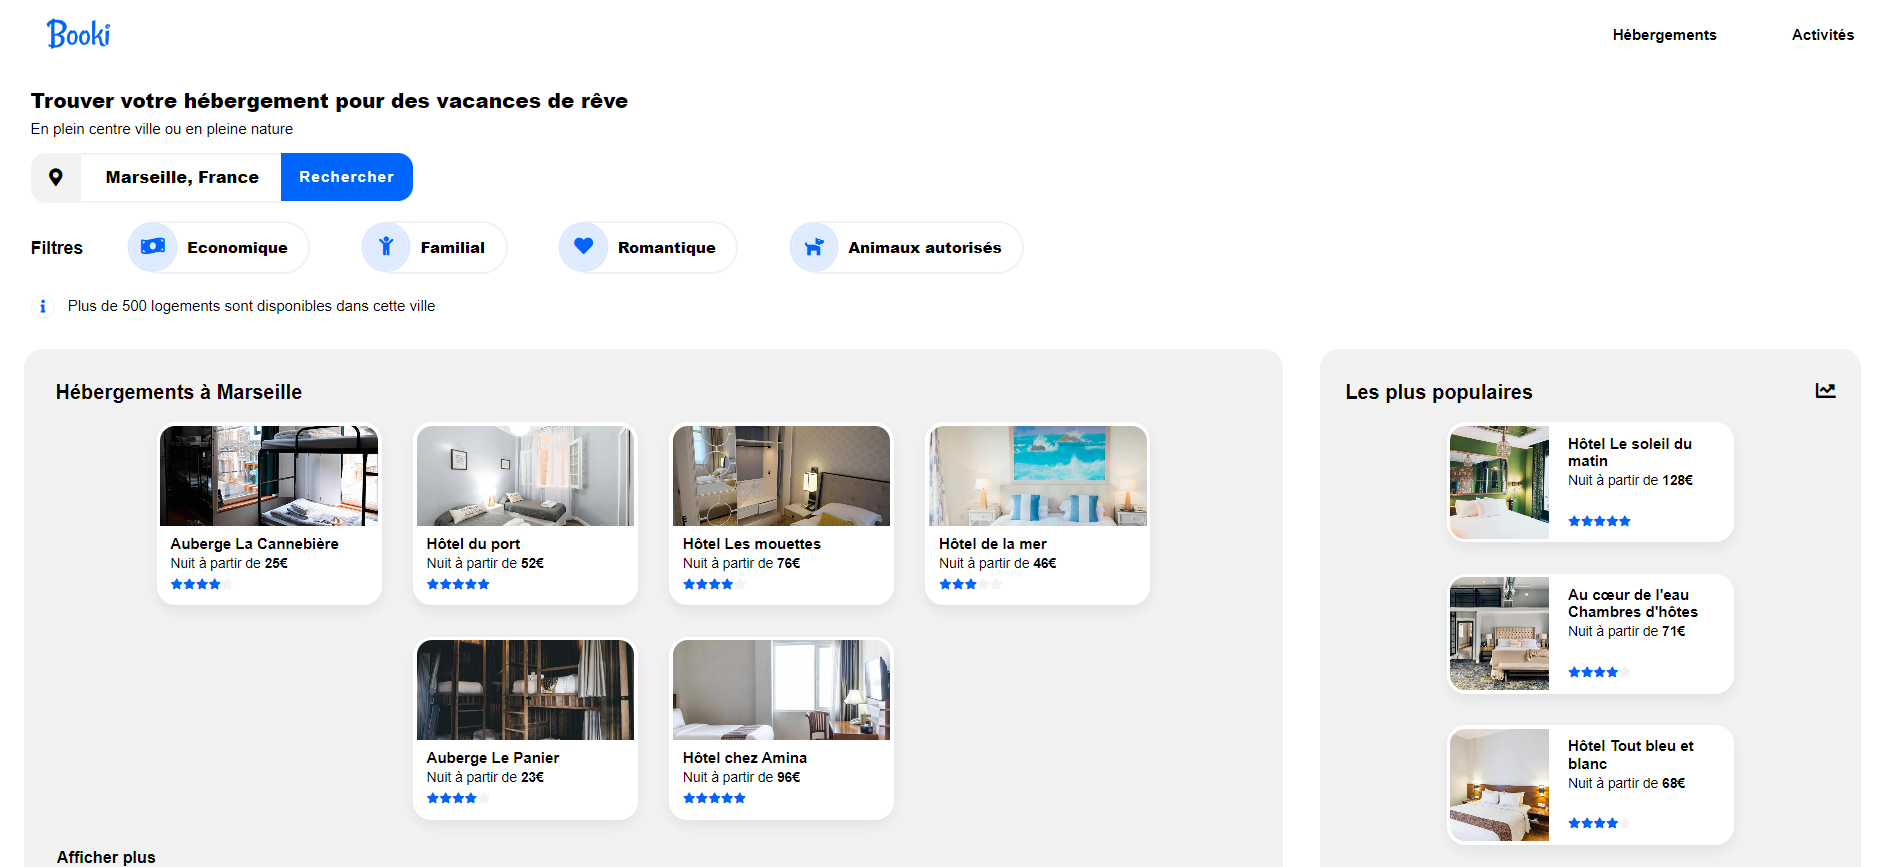 Booki
Hébergements
Activités
Trouver votre hébergement pour des vacances de rêve
En plein centre ville ou en pleine nature
Marseille, France
Rechercher
Filtres
Economique
Familial
Romantique
Animaux autorisés
Plus de 500 logements sont disponibles dans cette ville
Hébergements à Marseille
Auberge La Cannebière
Nuit à partir de 25€
Hôtel du port
Nuit à partir de 52€
Hôtel Les mouettes
Nuit à partir de 76€
Hôtel de la mer
Nuit à partir de 46€
Auberge Le Panier
Nuit à partir de 23€
Hôtel chez Amina
Nuit à partir de 96€
Afficher plus
Les plus populaires
Hôtel Le soleil du
matin
Nuit à partir de 128€
Au cœur de l'eau
Chambres d'hôtes
Nuit à partir de 71€
Hôtel Tout bleu et
blanc
Nuit à partir de 68€